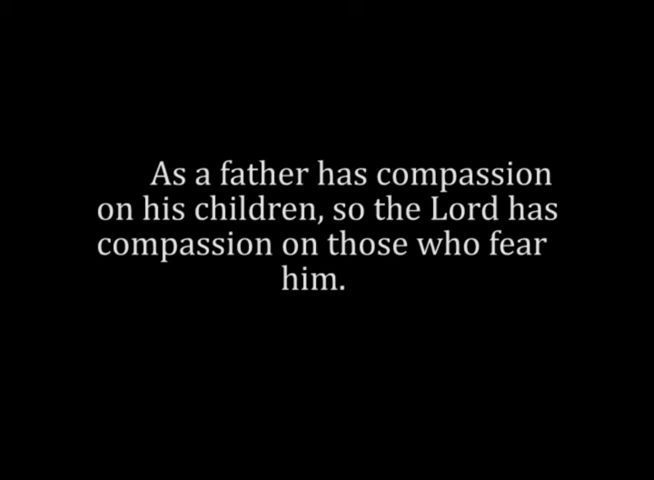 As a father has compassion
on his children, so the Lord has
compassion on those who fear
him.